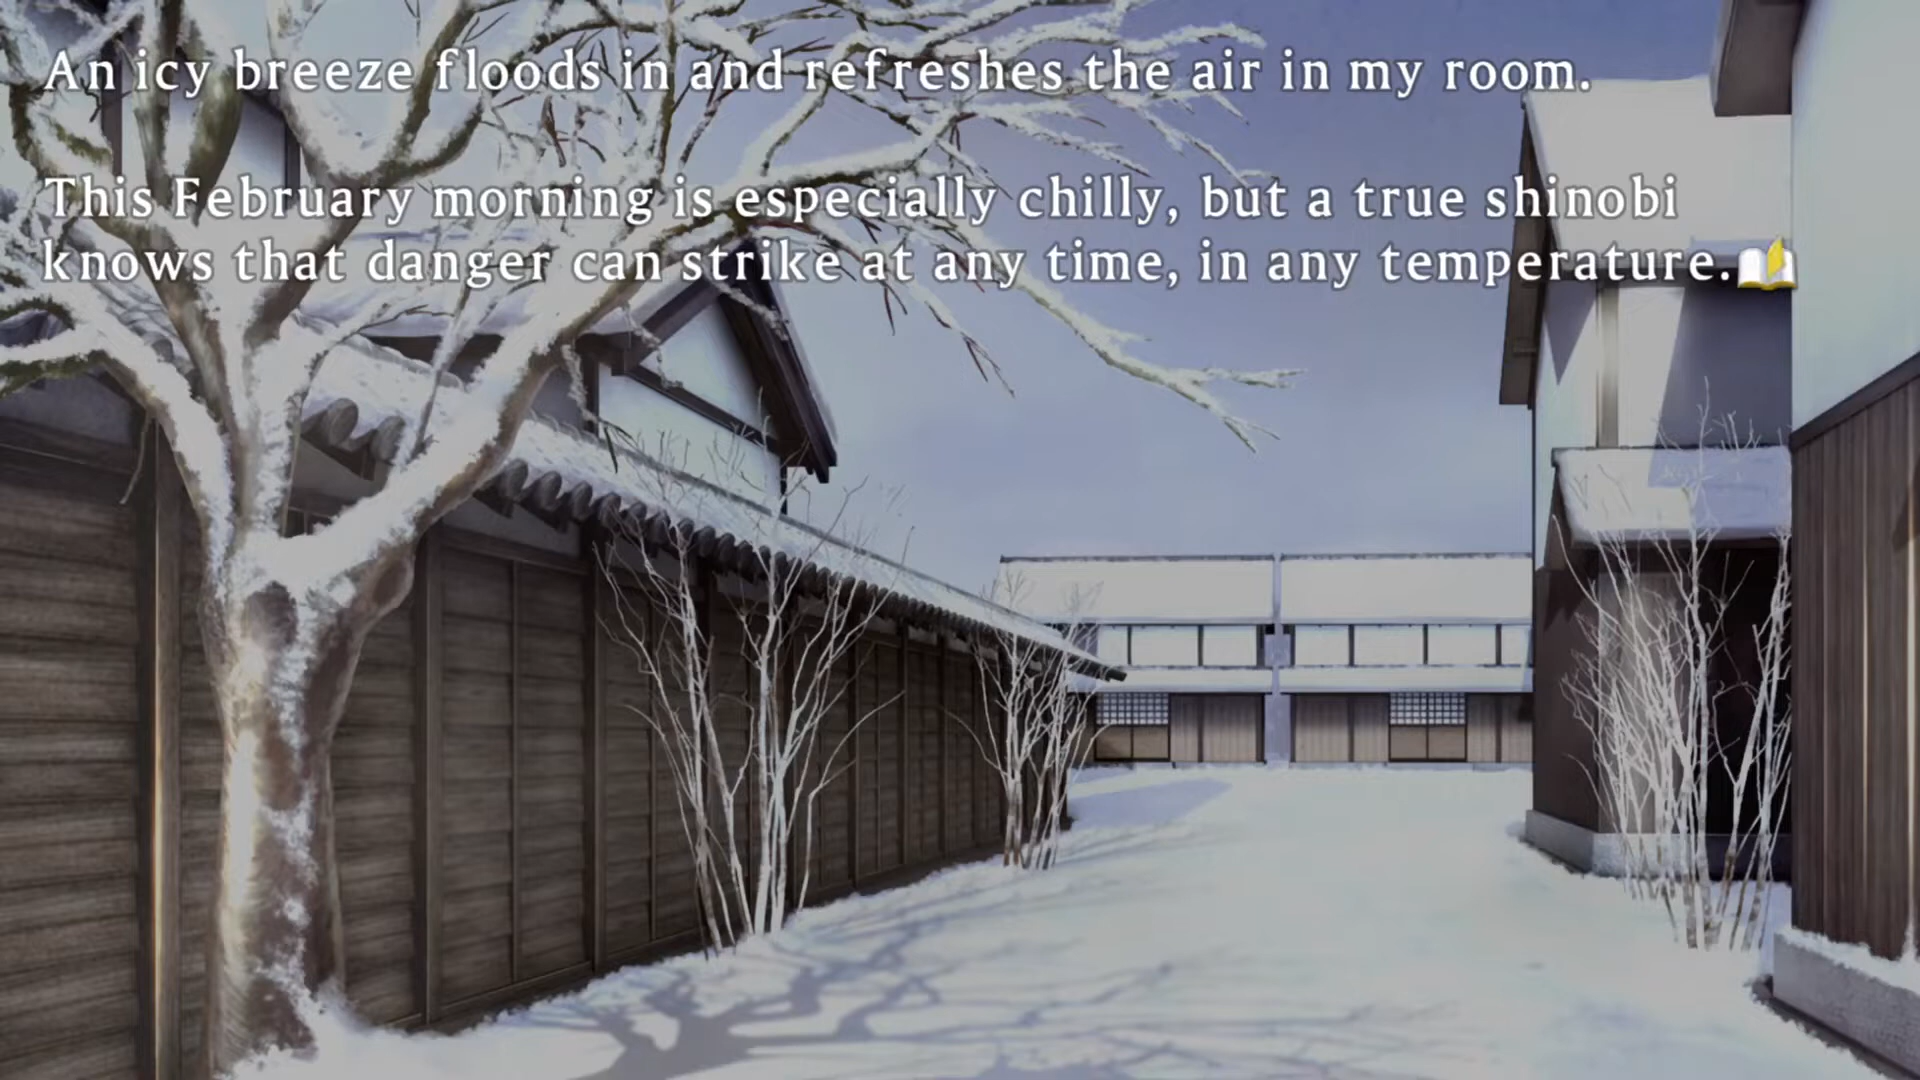 An icy breeze floods in and refreshes the air in my room.
This February morning is especially chilly, but a true shinobi
knows that danger can strike at any time, in any temperature.